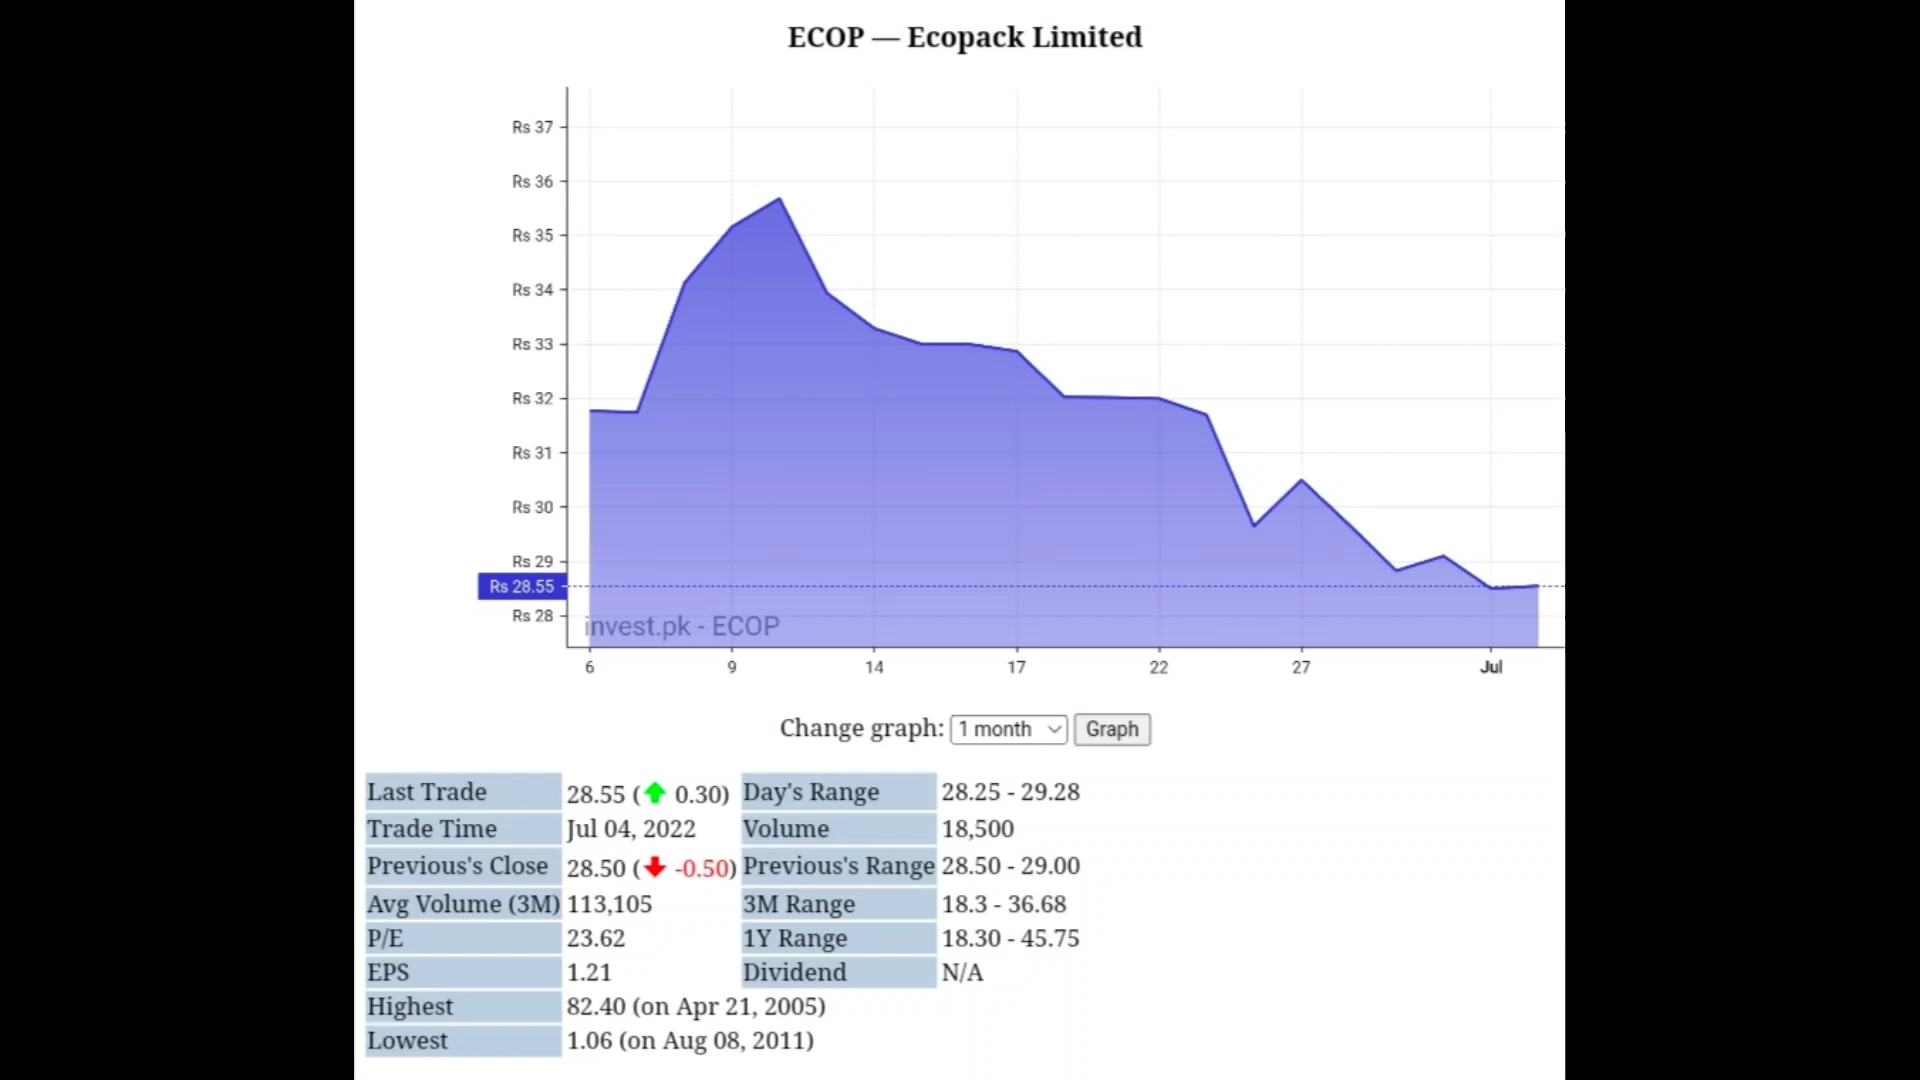 ECOP — Ecopack Limited
Rs 37
Rs 36
Rs 35
Rs 34
Rs 33
Rs 32
Rs 31
Rs 30
Rs 29
Rs 28.55
Rs 28
invest.pk - ECOP
6 9 14 17 22 27 Jul
Change graph: 1 month Graph
Last Trade 28.55 ( 0.30) Day's Range 28.25 - 29.28
Trade Time Jul 04, 2022 Volume 18,500
Previous's Close 28.50 ( -0.50) Previous's Range 28.50 - 29.00
Avg Volume (3M) 113,105 3M Range 18.3 - 36.68
P/E 23.62 1Y Range 18.30 - 45.75
EPS 1.21 Dividend N/A
Highest 82.40 (on Apr 21, 2005)
Lowest 1.06 (on Aug 08, 2011)